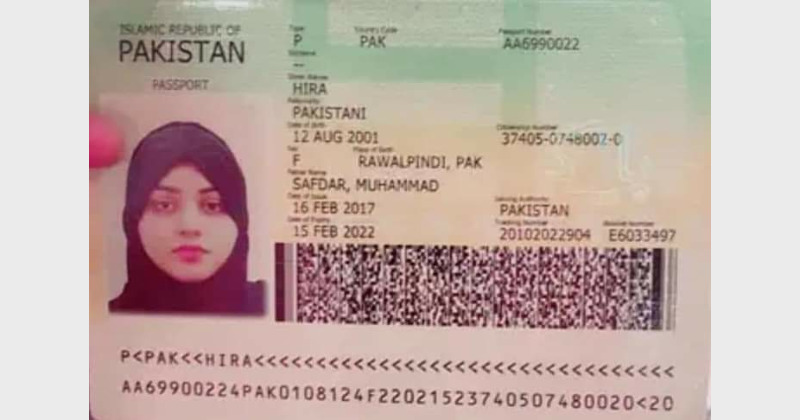 ISLAMIC REPUBLIC OF
PAKISTAN
PASSPORT
Type Country Code Passport Number
P PAK AA6990022
Surname
--
Given Names
HIRA
Nationality
PAKISTANI
Date of Birth Citizenship Number
12 AUG 2001 37405-0748002-0
Sex Place of Birth
F RAWALPINDI, PAK
Father Name
SAFDAR, MUHAMMAD
Date of Issue Issuing Authority
16 FEB 2017 PAKISTAN
Date of Expiry Tracking Number Booklet Number
15 FEB 2022 20102022904 E6033497
P<PAK<<HIRA<<<<<<<<<<<<<<<<<<<<<<<<<<<<<<<<<
AA69900224PAK0108124F22021523740507480020<20